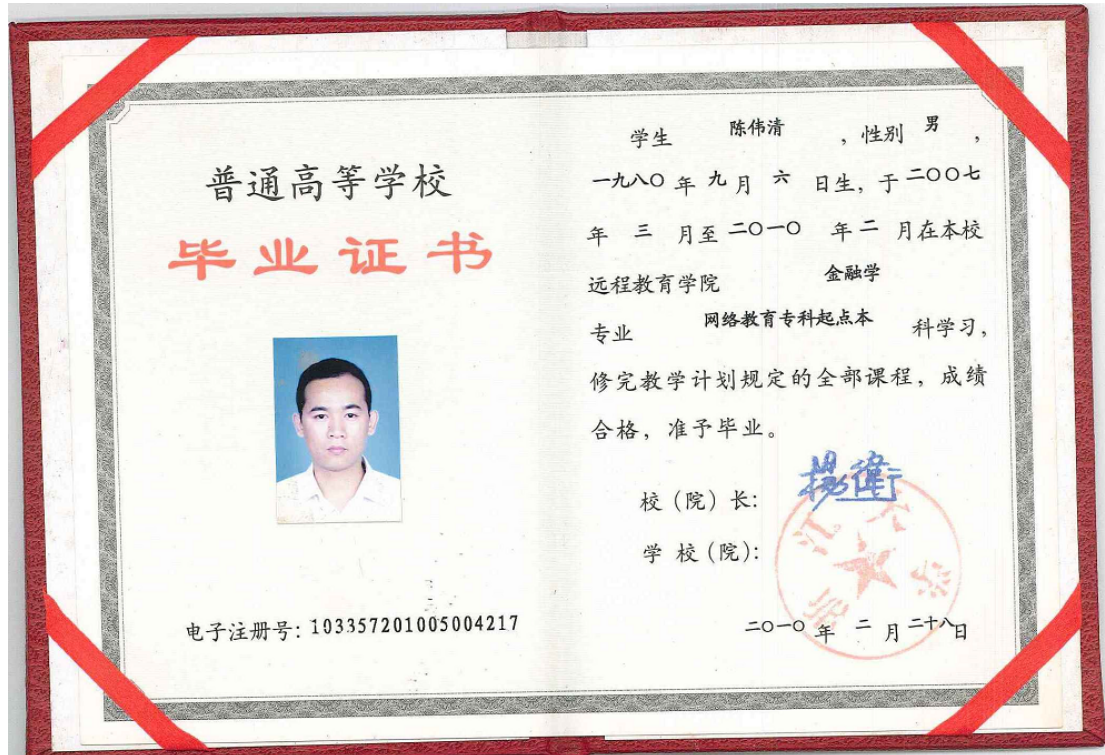 普通高等学校
毕业证书
电子注册号: 103357201005004217
学生 陈伟清 ，性别 男 ，
一九八〇 年 九 月 六 日生，于 二〇〇七
年 三 月至 二〇一〇 年 二 月在本校
远程教育学院 金融学
专业 网络教育专科起点本 科学习，
修完教学计划规定的全部课程，成绩
合格，准予毕业。
校（院）长: 楊衛
学 校（院）:
浙江大学
二〇一〇 年 二 月 二十八日